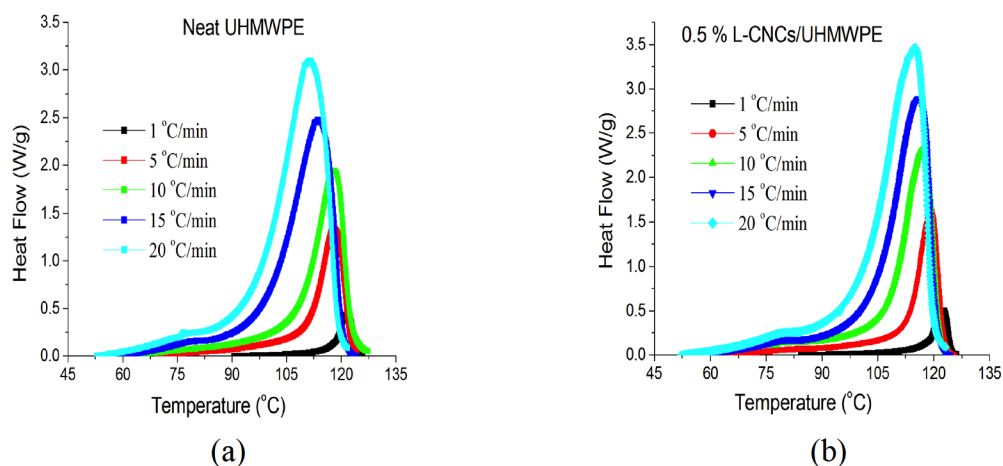 Neat UHMWPE
3.5
3.0
2.5
2.0
1.5
1.0
0.5
0.0
Heat Flow (W/g)
1 °C/min
5 °C/min
10 °C/min
15 °C/min
20 °C/min
45 60 75 90 105 120 135
Temperature (°C)
(a)
0.5 % L-CNCs/UHMWPE
3.5
3.0
2.5
2.0
1.5
1.0
0.5
0.0
Heat Flow (W/g)
1 °C/min
5 °C/min
10 °C/min
15 °C/min
20 °C/min
45 60 75 90 105 120 135
Temperature (°C)
(b)